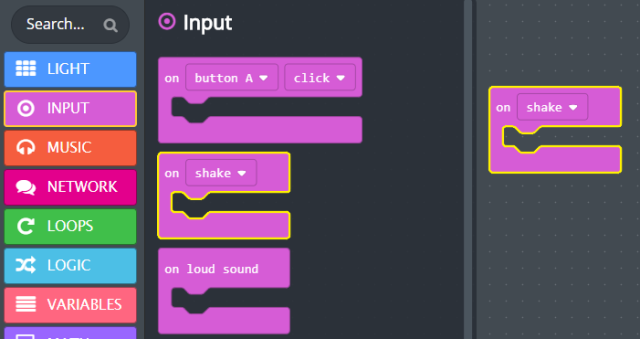 Search...
LIGHT
INPUT
MUSIC
NETWORK
LOOPS
LOGIC
VARIABLES
MATH
Input
on button A click
on shake
on loud sound
on shake